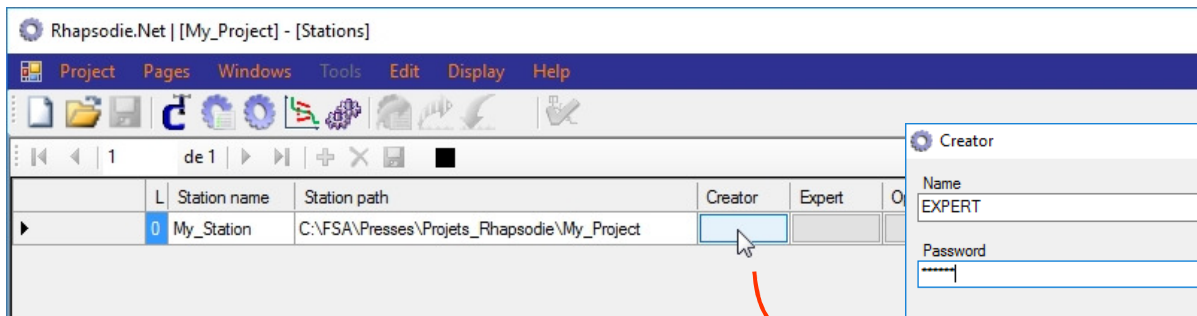 Rhapsodie.Net | [My_Project] - [Stations]
Project Pages Windows Tools Edit Display Help
1 de 1
L Station name Station path Creator Expert
0 My_Station C:\FSA\Presses\Projets_Rhapsodie\My_Project
Creator
Name
EXPERT
Password
******